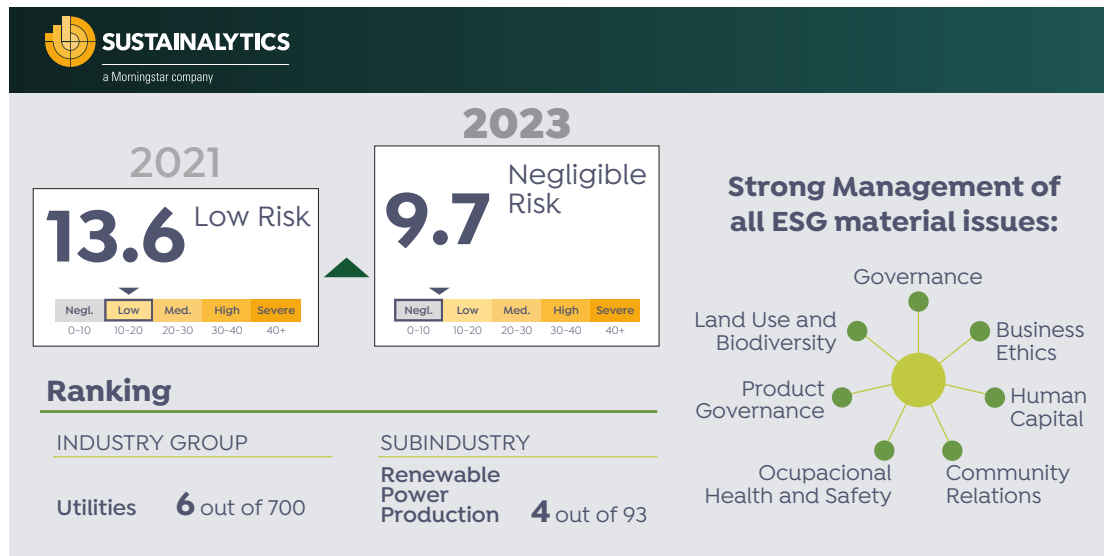 SUSTAINALYTICS
a Morningstar company
2021
13.6 Low Risk
Negl. Low Med. High Severe
0-10 10-20 20-30 30-40 40+
2023
9.7 Negligible
Risk
Negl. Low Med. High Severe
0-10 10-20 20-30 30-40 40+
Ranking
INDUSTRY GROUP
Utilities 6 out of 700
SUBINDUSTRY
Renewable
Power
Production 4 out of 93
Strong Management of
all ESG material issues:
Governance
Business
Ethics
Human
Capital
Community
Relations
Ocupacional
Health and Safety
Product
Governance
Land Use and
Biodiversity